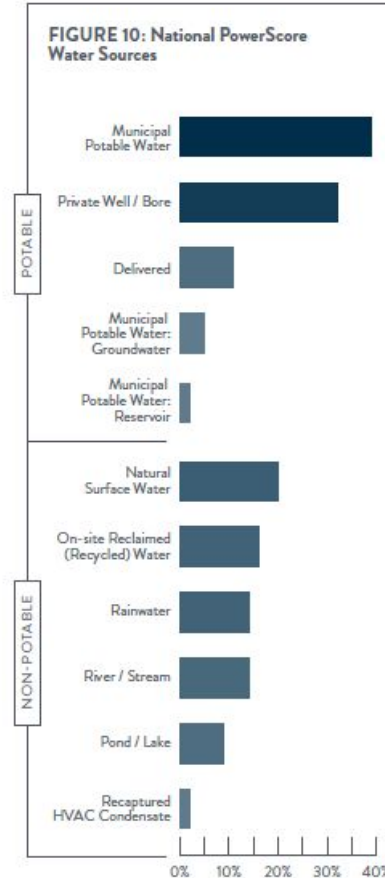 FIGURE 10: National PowerScore
Water Sources
POTABLE
Municipal
Potable Water
Private Well / Bore
Delivered
Municipal
Potable Water:
Groundwater
Municipal
Potable Water:
Reservoir
NON-POTABLE
Natural
Surface Water
On-site Reclaimed
(Recycled) Water
Rainwater
River / Stream
Pond / Lake
Recaptured
HVAC Condensate
0% 10% 20% 30% 40%